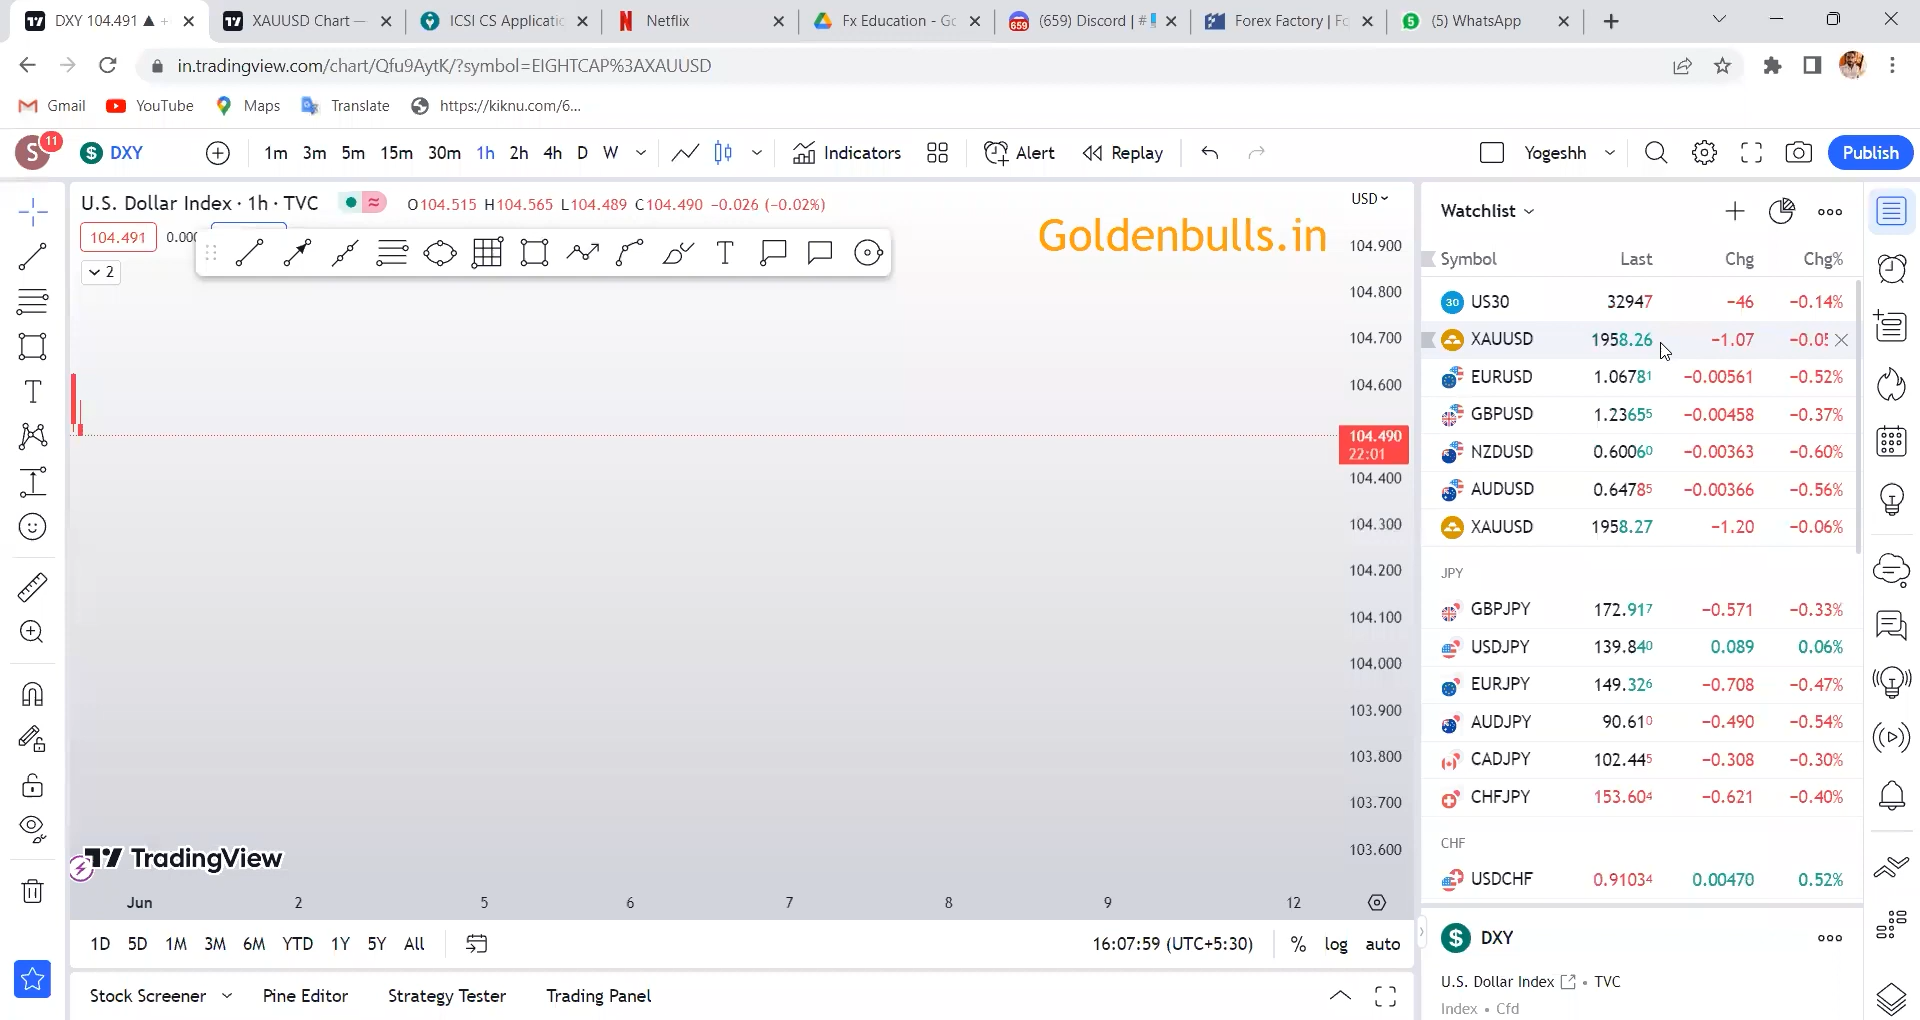 DXY 104.491 ▲ +
XAUUSD Chart —
ICSI CS Applicatio
Netflix
Fx Education - Go
(659) Discord | #
Forex Factory | Fo
(5) WhatsApp
in.tradingview.com/chart/Qfu9AytK/?symbol=EIGHTCAP%3AXAUUSD
Gmail
YouTube
Maps
Translate
https://kiknu.com/6...
S 11
DXY
1m 3m 5m 15m 30m 1h 2h 4h D W
Indicators
Alert
Replay
Yogeshh
Publish
U.S. Dollar Index · 1h · TVC
O104.515 H104.565 L104.489 C104.490 −0.026 (−0.02%)
USD
104.491
0.000
2
Goldenbulls.in
104.900
104.800
104.700
104.600
104.490
22:01
104.400
104.300
104.200
104.100
104.000
103.900
103.800
103.700
103.600
TradingView
Jun 2 5 6 7 8 9 12
1D 5D 1M 3M 6M YTD 1Y 5Y All
16:07:59 (UTC+5:30)
% log auto
Stock Screener
Pine Editor
Strategy Tester
Trading Panel
Watchlist
Symbol Last Chg Chg%
US30 32947 −46 −0.14%
XAUUSD 1958.26 −1.07 −0.05
EURUSD 1.06781 −0.00561 −0.52%
GBPUSD 1.23655 −0.00458 −0.37%
NZDUSD 0.60060 −0.00363 −0.60%
AUDUSD 0.64785 −0.00366 −0.56%
XAUUSD 1958.27 −1.20 −0.06%
JPY
GBPJPY 172.917 −0.571 −0.33%
USDJPY 139.840 0.089 0.06%
EURJPY 149.326 −0.708 −0.47%
AUDJPY 90.610 −0.490 −0.54%
CADJPY 102.445 −0.308 −0.30%
CHFJPY 153.604 −0.621 −0.40%
CHF
USDCHF 0.91034 0.00470 0.52%
DXY
U.S. Dollar Index • TVC
Index • Cfd